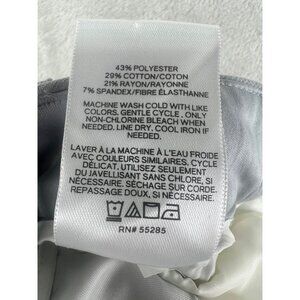 43% POLYESTER
29% COTTON/COTON
21% RAYON/RAYONNE
7% SPANDEX/FIBRE ÉLASTHANNE
MACHINE WASH COLD WITH LIKE
COLORS. GENTLE CYCLE . ONLY
NON-CHLORINE BLEACH WHEN
NEEDED. LINE DRY. COOL IRON IF
NEEDED.
LAVER À LA MACHINE À L'EAU FROIDE
AVEC COULEURS SIMILAIRES. CYCLE
DÉLICAT. UTILISEZ SEULEMENT
DU JAVELLISANT SANS CHLORE, SI
NÉCESSAIRE. SÉCHAGE SUR CORDE.
REPASSAGE DOUX, SI NÉCESSAIRE.
RN# 55285